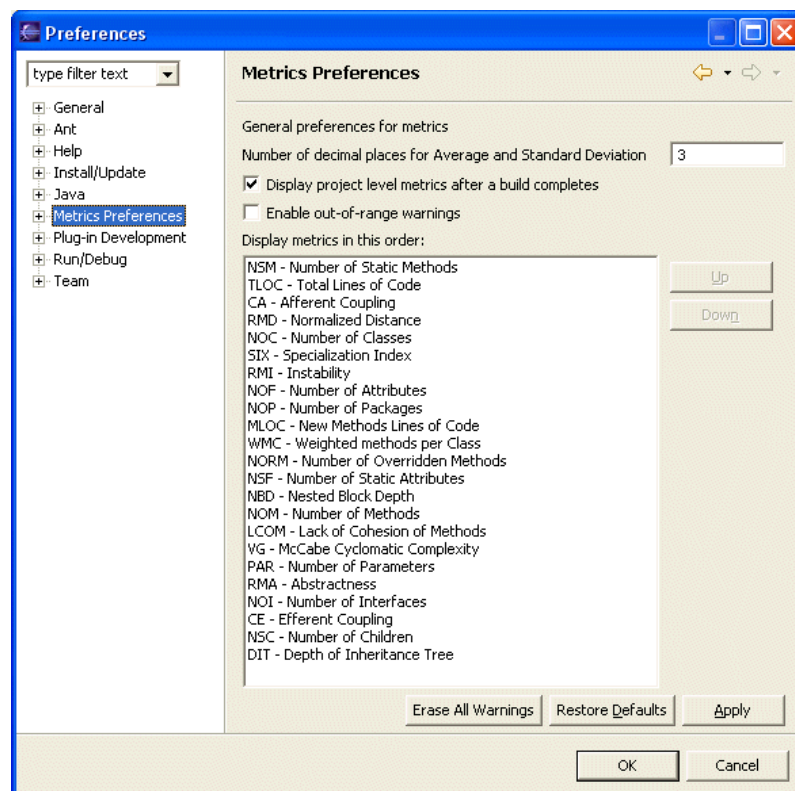 Preferences
type filter text
General
Ant
Help
Install/Update
Java
Metrics Preferences
Plug-in Development
Run/Debug
Team
Metrics Preferences
General preferences for metrics
Number of decimal places for Average and Standard Deviation 3
Display project level metrics after a build completes
Enable out-of-range warnings
Display metrics in this order:
NSM - Number of Static Methods
TLOC - Total Lines of Code
CA - Afferent Coupling
RMD - Normalized Distance
NOC - Number of Classes
SIX - Specialization Index
RMI - Instability
NOF - Number of Attributes
NOP - Number of Packages
MLOC - New Methods Lines of Code
WMC - Weighted methods per Class
NORM - Number of Overridden Methods
NSF - Number of Static Attributes
NBD - Nested Block Depth
NOM - Number of Methods
LCOM - Lack of Cohesion of Methods
VG - McCabe Cyclomatic Complexity
PAR - Number of Parameters
RMA - Abstractness
NOI - Number of Interfaces
CE - Efferent Coupling
NSC - Number of Children
DIT - Depth of Inheritance Tree
Up
Down
Erase All Warnings Restore Defaults Apply
OK Cancel